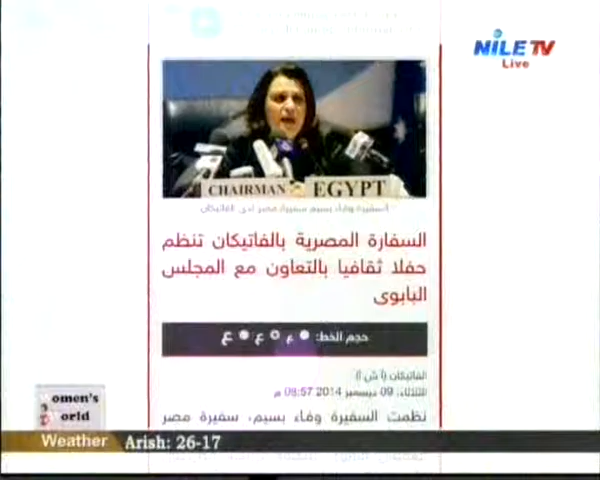 NILE TV
Live
CHAIRMAN
EGYPT
السفيرة وفاء بسيم سفيرة مصر لدى الفاتيكان
السفارة المصرية بالفاتيكان تنظم
حفلا ثقافيا بالتعاون مع المجلس
البابوى
حجم الخط: ع ع ع
الفاتيكان (أ ش أ)
الثلاثاء، 09 ديسمبر 2014 08:57 م
نظمت السفيرة وفاء بسيم، سفيرة مصر
omen's
orld
Weather Arish: 26-17